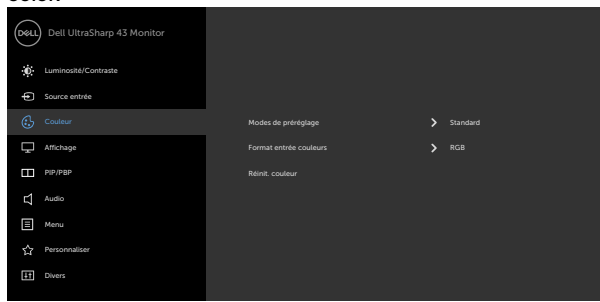 DELL Dell UltraSharp 43 Monitor
Luminosité/Contraste
Source entrée
Couleur
Modes de préréglage Standard
Affichage
Format entrée couleurs RGB
PIP/PBP
Réinit. couleur
Audio
Menu
Personnaliser
Divers